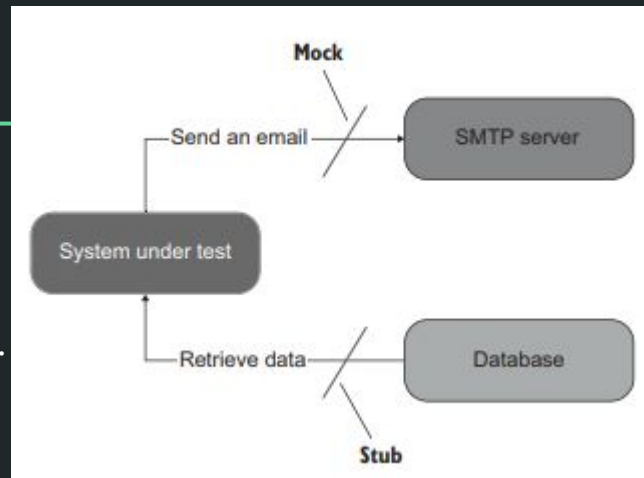 Mock
Send an email
SMTP server
System under test
Retrieve data
Database
Stub